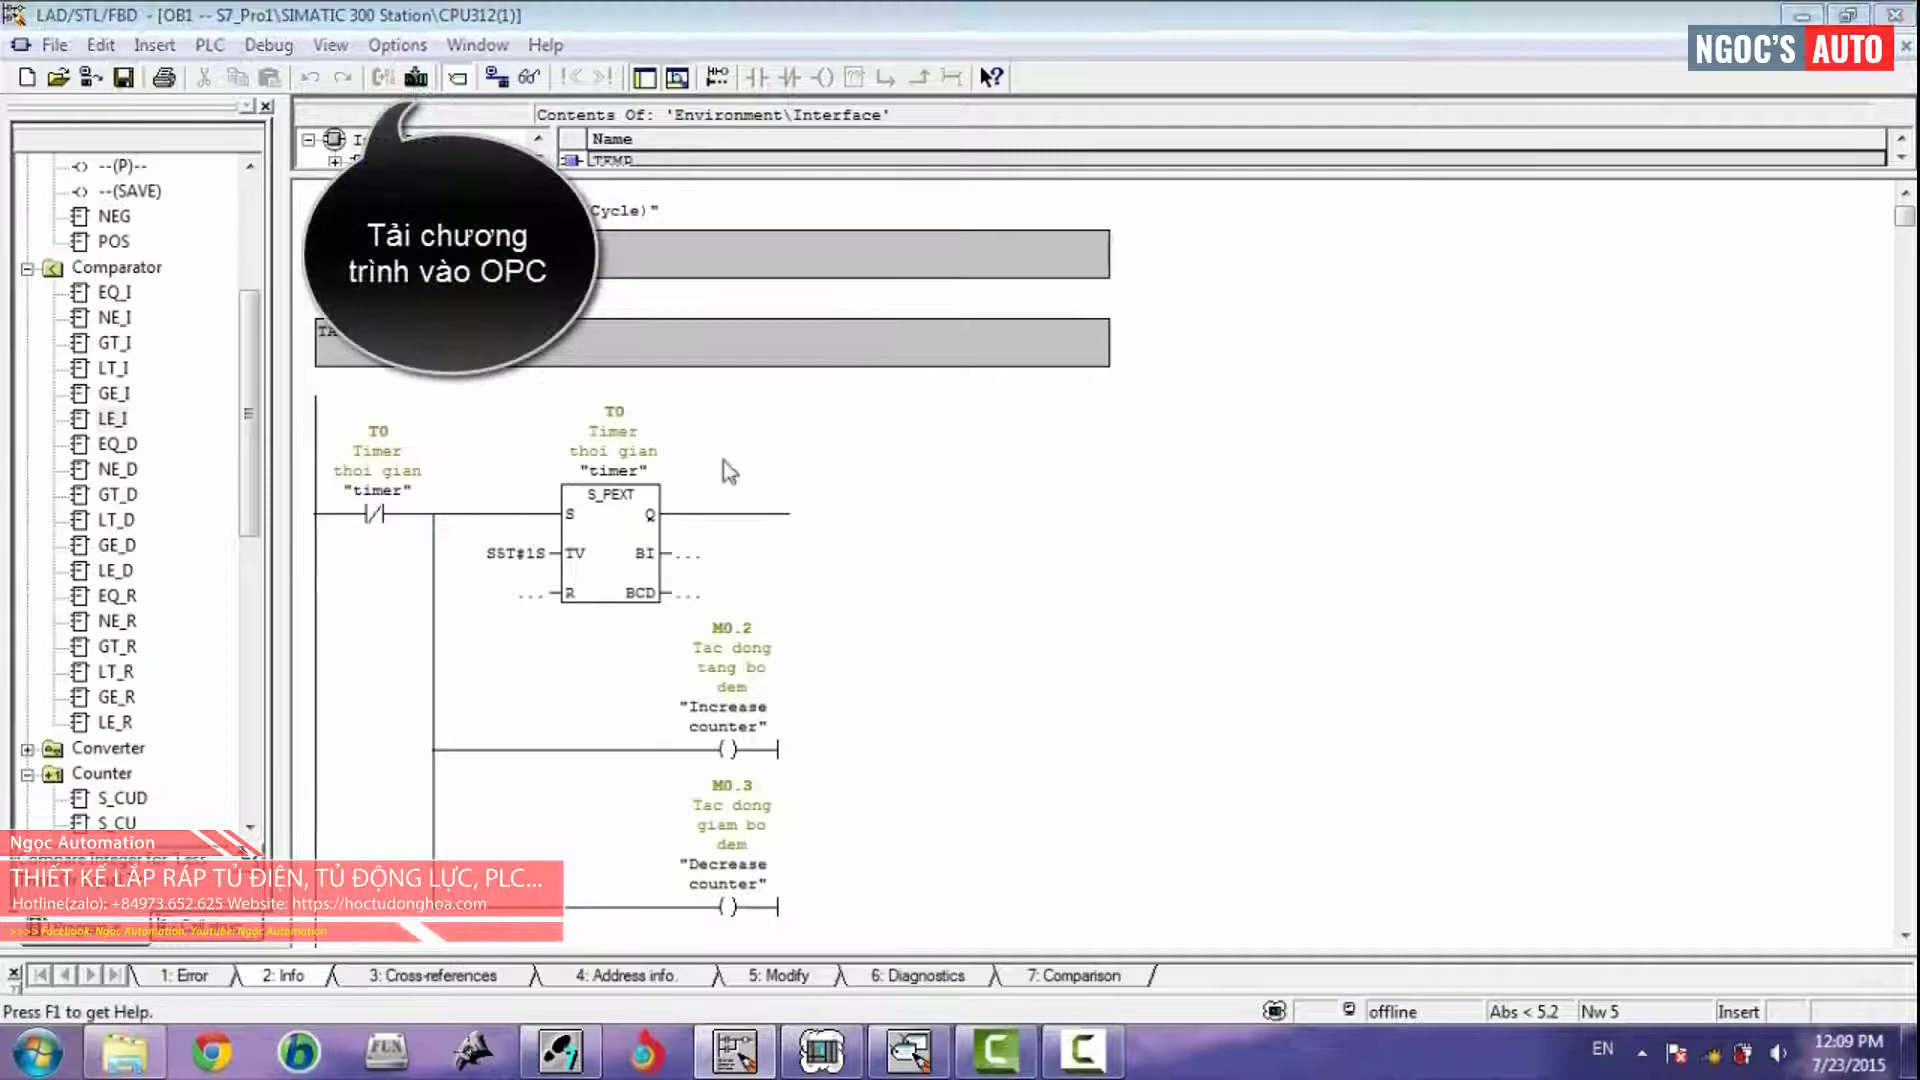 LAD/STL/FBD - [OB1 -- S7_Pro1\SIMATIC 300 Station\CPU312(1)]
File Edit Insert PLC Debug View Options Window Help
NGOC'S AUTO
Contents Of: 'Environment\Interface'
Name
TEMP
Tải chương
trình vào OPC
Cycle)"
--(P)--
--(SAVE)
NEG
POS
Comparator
EQ_I
NE_I
GT_I
LT_I
GE_I
LE_I
EQ_D
NE_D
GT_D
LT_D
GE_D
LE_D
EQ_R
NE_R
GT_R
LT_R
GE_R
LE_R
Converter
Counter
S_CUD
S_CU
T0
Timer
thoi gian
"timer"
T0
Timer
thoi gian
"timer"
S_PEXT
S Q
S5T#1S TV BI ...
... R BCD ...
M0.2
Tac dong
tang bo
dem
"Increase
counter"
( )
M0.3
Tac dong
giam bo
dem
"Decrease
counter"
( )
Ngọc Automation
THIẾT KẾ LẮP RÁP TỦ ĐIỆN, TỦ ĐỘNG LỰC, PLC...
Hotline(zalo): +84973.652.625 Website: https://hoctudonghoa.com
>>>> Facebook: Ngọc Automation, Youtube: Ngọc Automation
1: Error 2: Info 3: Cross-references 4: Address info. 5: Modify 6: Diagnostics 7: Comparison
Press F1 to get Help.
offline Abs < 5.2 Nw 5 Insert
FUN
EN
12:09 PM
7/23/2015